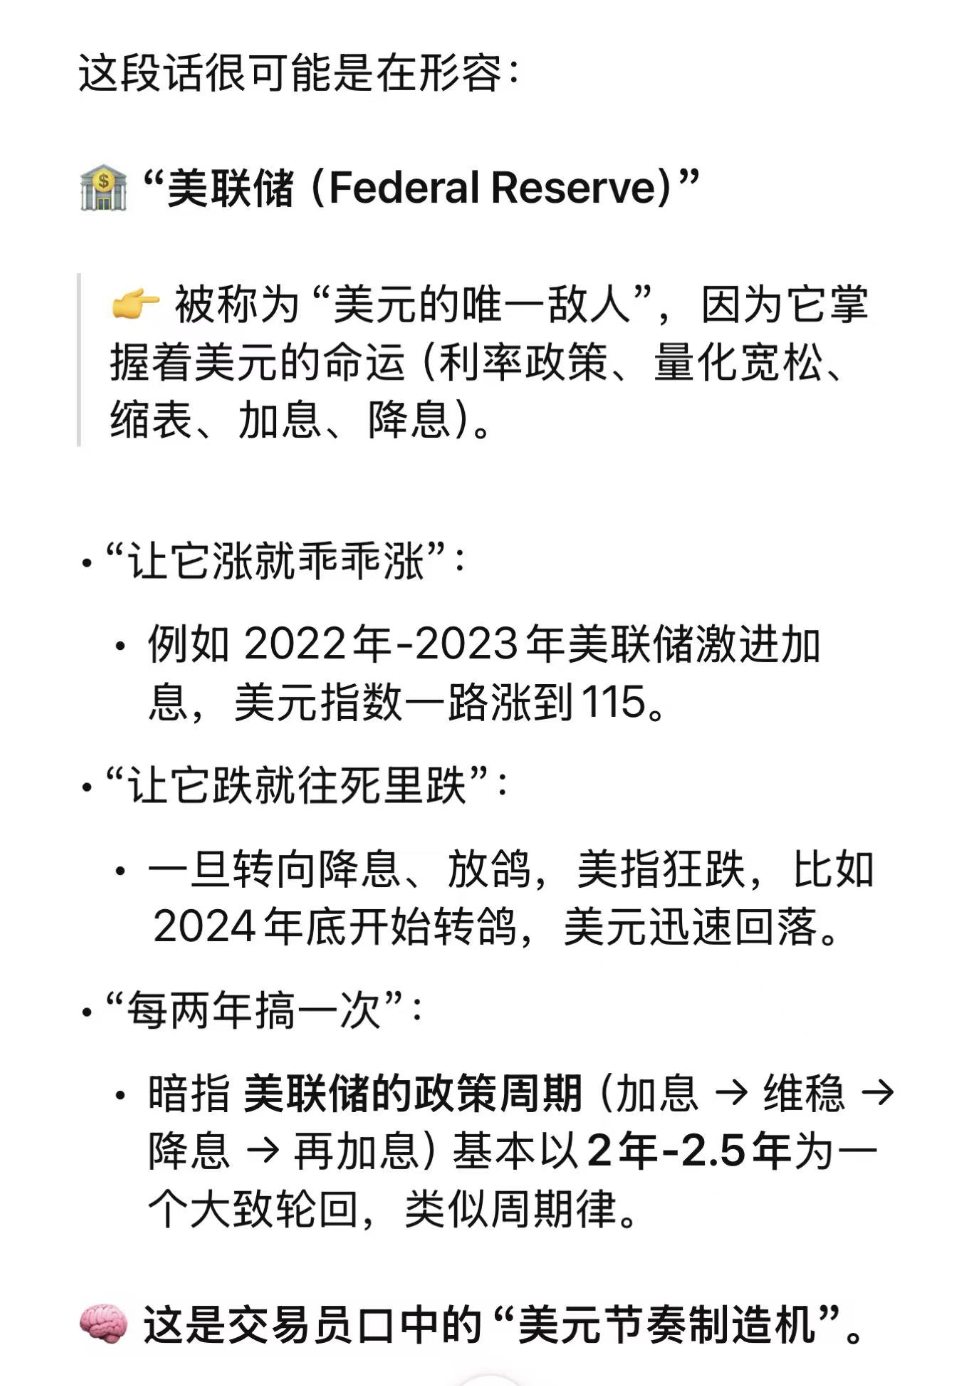 这段话很可能是在形容：
🏦 “美联储（Federal Reserve）”
👉 被称为 “美元的唯一敌人”，因为它掌
握着美元的命运（利率政策、量化宽松、
缩表、加息、降息）。
• “让它涨就乖乖涨”：
• 例如 2022年-2023年美联储激进加
息，美元指数一路涨到115。
• “让它跌就往死里跌”：
• 一旦转向降息、放鸽，美指狂跌，比如
2024年底开始转鸽，美元迅速回落。
• “每两年搞一次”：
• 暗指 美联储的政策周期（加息 → 维稳 →
降息 → 再加息）基本以2年-2.5年为一
个大致轮回，类似周期律。
🧠 这是交易员口中的 “美元节奏制造机”。